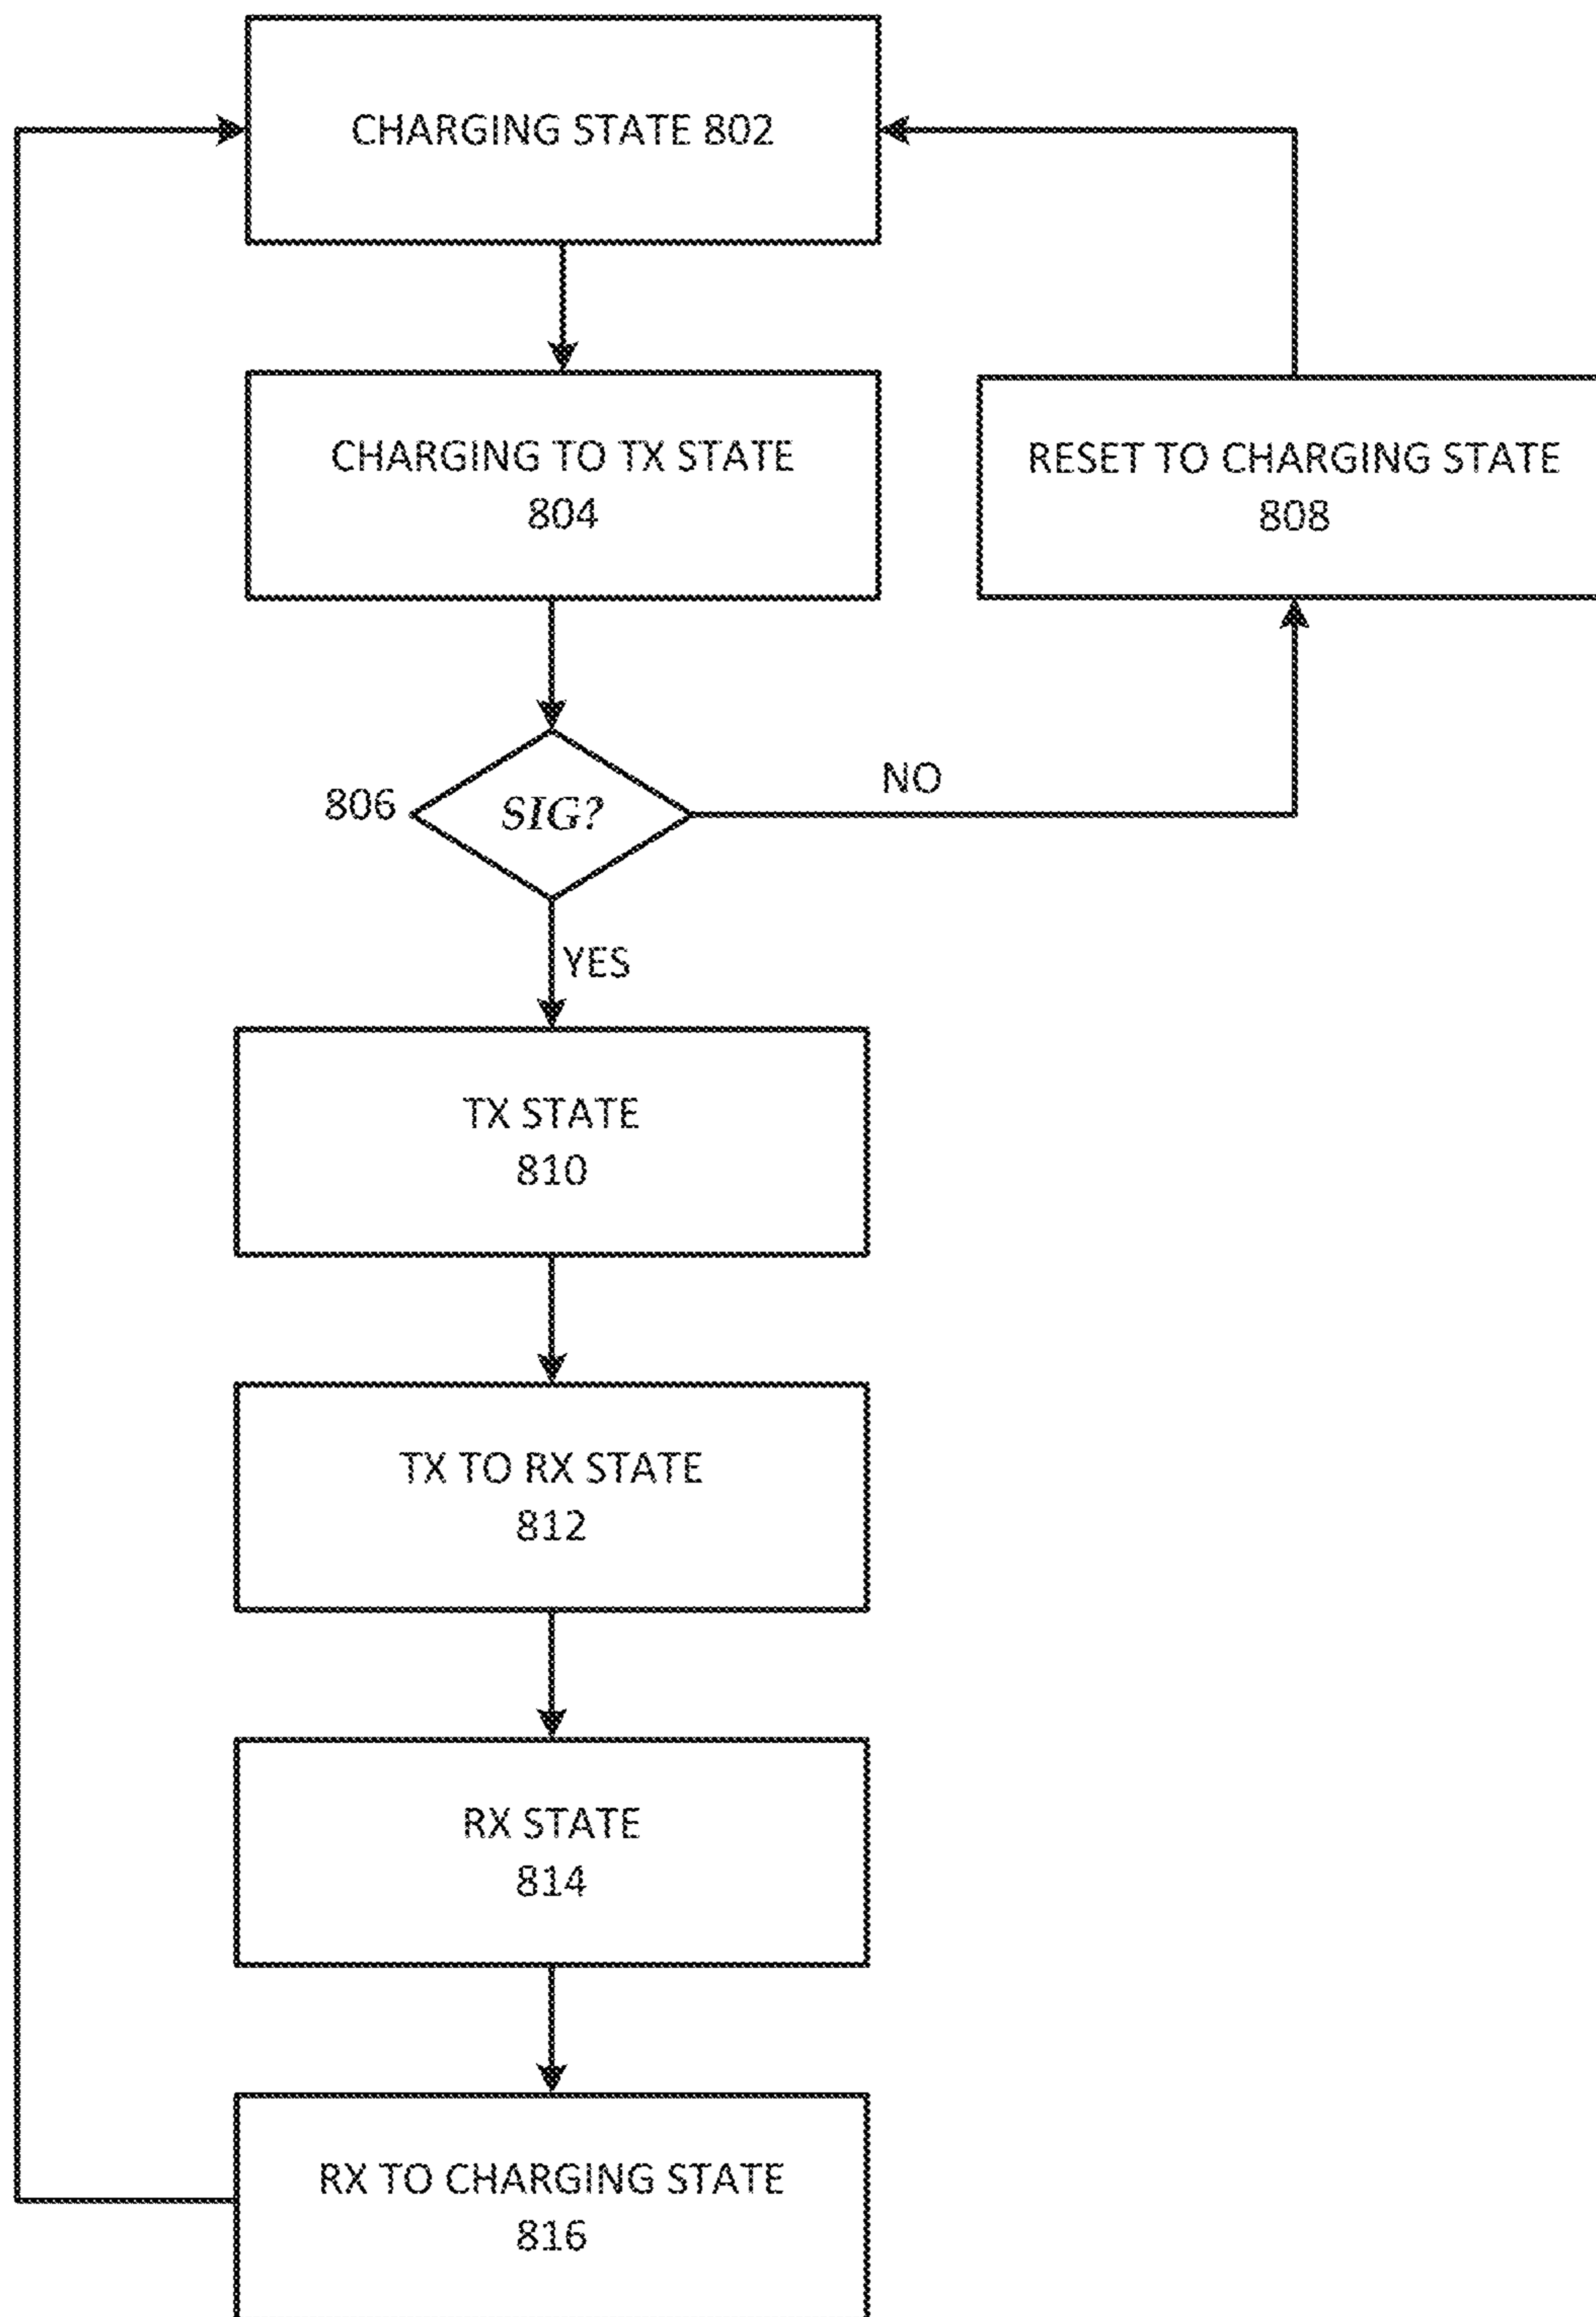 CHARGING STATE 802
CHARGING TO TX STATE
804
RESET TO CHARGING STATE
808
806
SIG?
NO
YES
TX STATE
810
TX TO RX STATE
812
RX STATE
814
RX TO CHARGING STATE
816